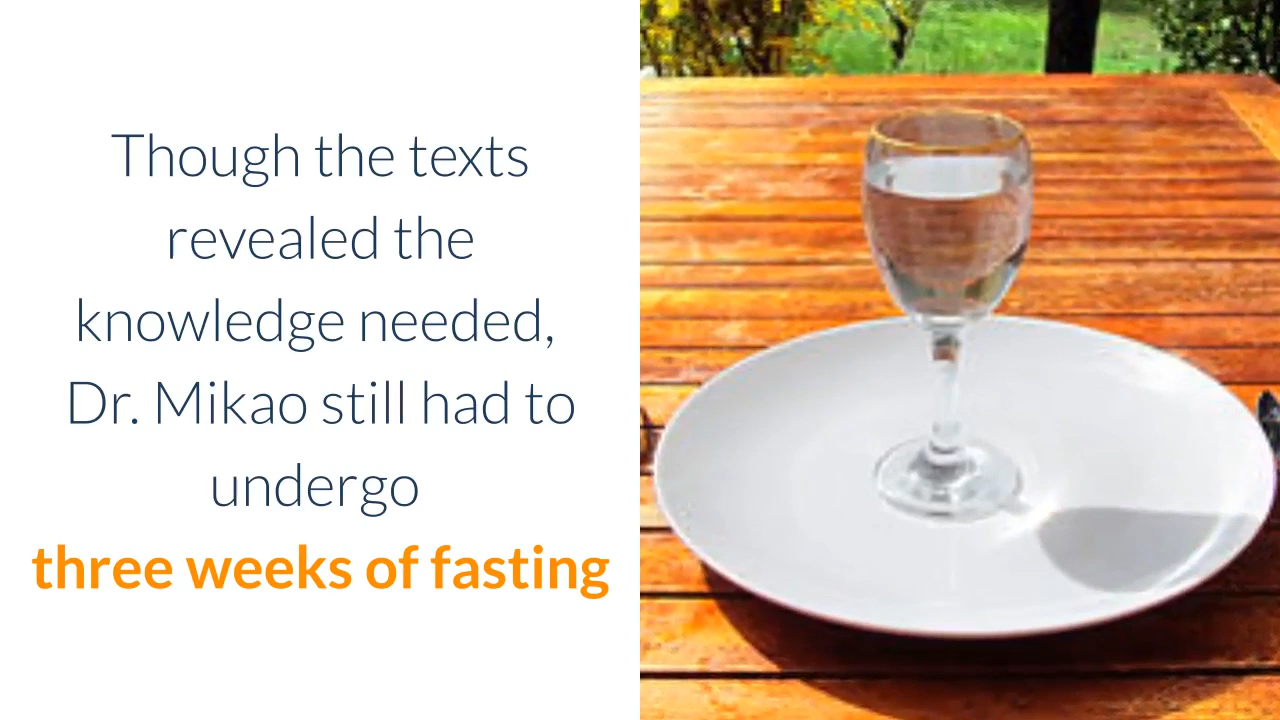 Though the texts
revealed the
knowledge needed,
Dr. Mikao still had to
undergo
three weeks of fasting